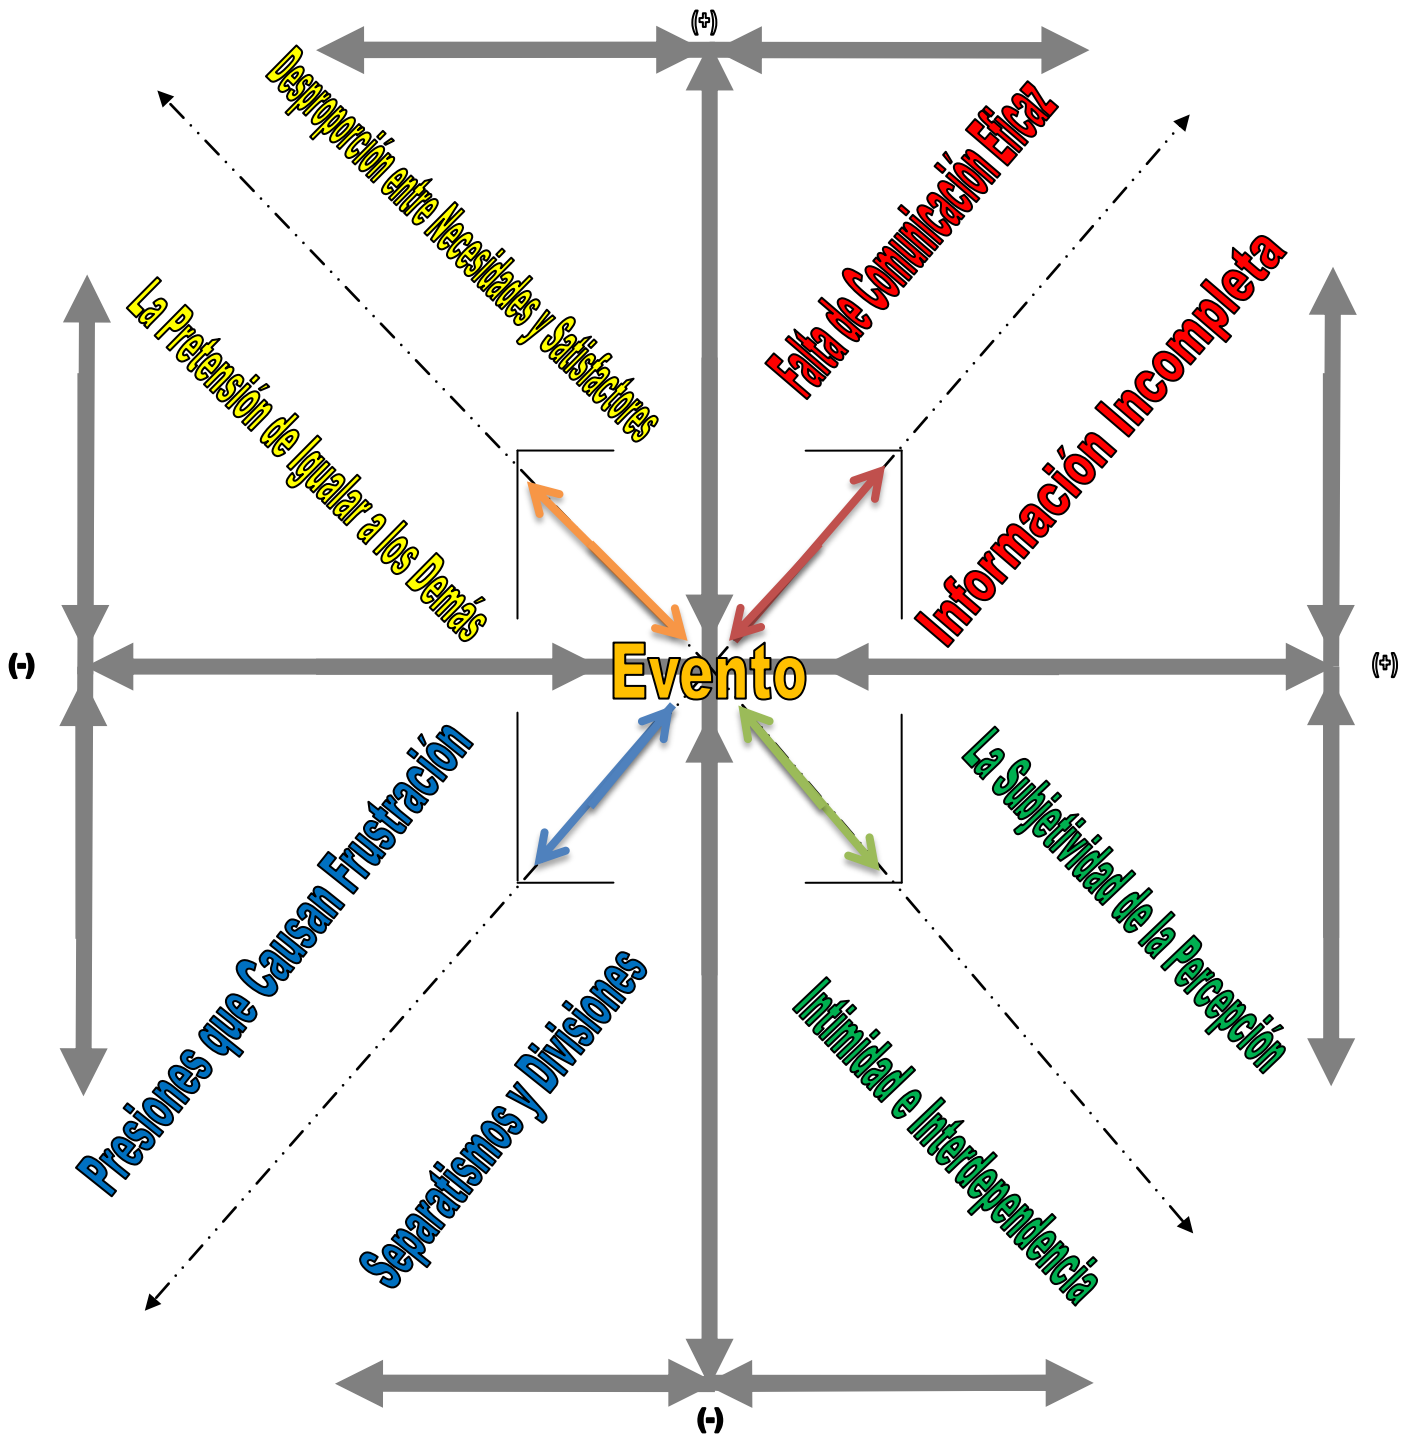 (+)
Desproporción entre Necesidades y Satisfactores
Falta de Comunicación Eficaz
La Pretensión de Igualar a los Demás
Información Incompleta
(-)
Evento
(+)
Presiones que Causan Frustración
La Subjetividad de la Percepción
Separatismos y Divisiones
Intimidad e Interdependencia
(-)